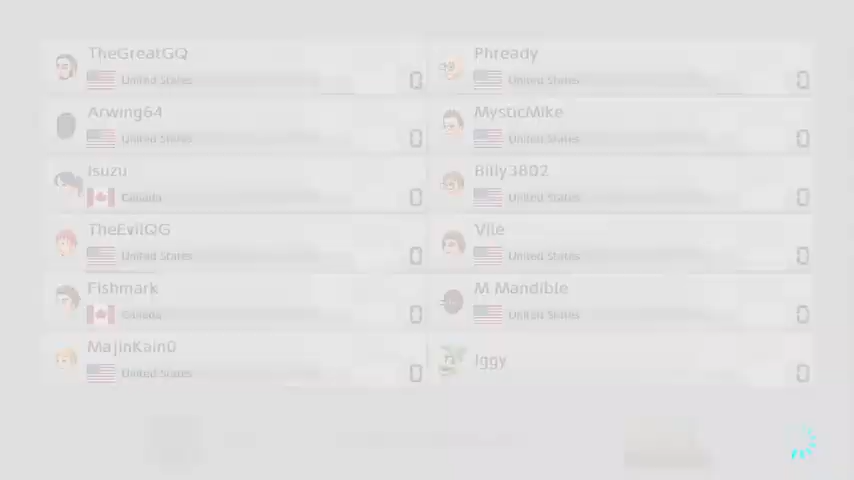 TheGreatGQ
United States
0
Arwing64
United States
0
Isuzu
Canada
0
TheEvilQG
United States
0
Fishmark
Canada
0
MajinKain0
United States
0
Phready
United States
0
MysticMike
United States
0
Billy3802
United States
0
Vile
United States
0
M Mandible
United States
0
Iggy
0